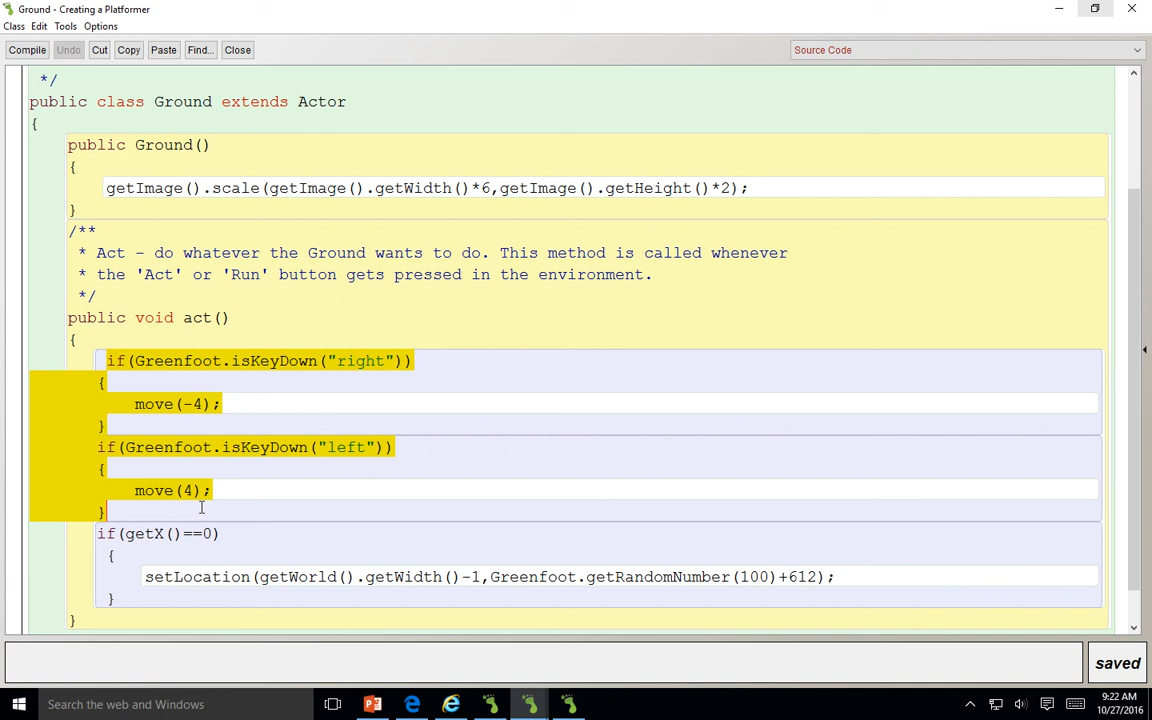 Ground - Creating a Platformer
Class Edit Tools Options
Compile Undo Cut Copy Paste Find... Close Source Code
*/
public class Ground extends Actor
{
public Ground()
{
getImage().scale(getImage().getWidth()*6,getImage().getHeight()*2);
}
/**
* Act - do whatever the Ground wants to do. This method is called whenever
* the 'Act' or 'Run' button gets pressed in the environment.
*/
public void act()
{
if(Greenfoot.isKeyDown("right"))
{
move(-4);
}
if(Greenfoot.isKeyDown("left"))
{
move(4);
}
if(getX()==0)
{
setLocation(getWorld().getWidth()-1,Greenfoot.getRandomNumber(100)+612);
}
}
saved
Search the web and Windows
9:22 AM
10/27/2016